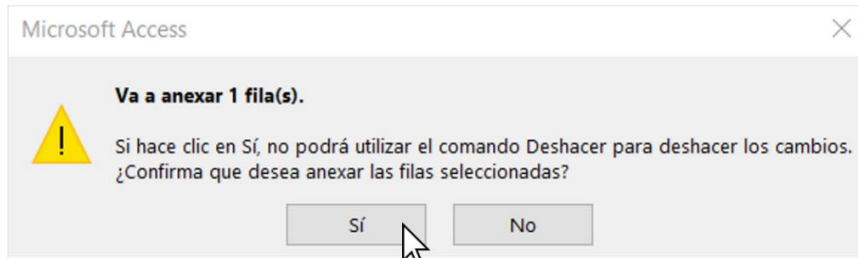 Microsoft Access
Va a anexar 1 fila(s).
Si hace clic en Sí, no podrá utilizar el comando Deshacer para deshacer los cambios.
¿Confirma que desea anexar las filas seleccionadas?
Sí No